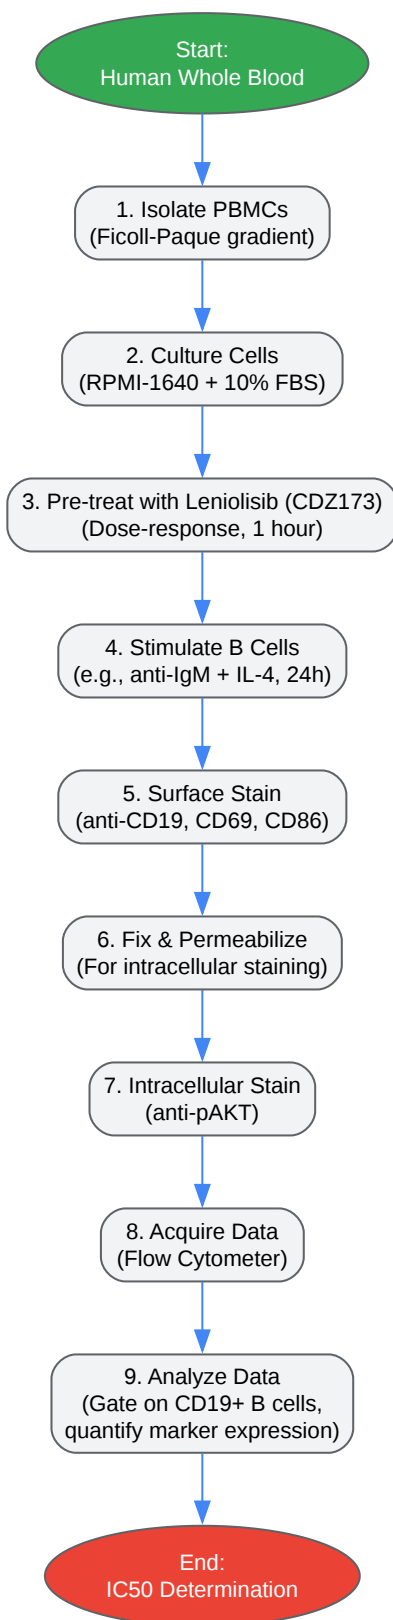 Start:
Human Whole Blood
1. Isolate PBMCs
(Ficoll-Paque gradient)
2. Culture Cells
(RPMI-1640 + 10% FBS)
3. Pre-treat with Leniolisib (CDZ173)
(Dose-response, 1 hour)
4. Stimulate B Cells
(e.g., anti-IgM + IL-4, 24h)
5. Surface Stain
(anti-CD19, CD69, CD86)
6. Fix & Permeabilize
(For intracellular staining)
7. Intracellular Stain
(anti-pAKT)
8. Acquire Data
(Flow Cytometer)
9. Analyze Data
(Gate on CD19+ B cells,
quantify marker expression)
End:
IC50 Determination